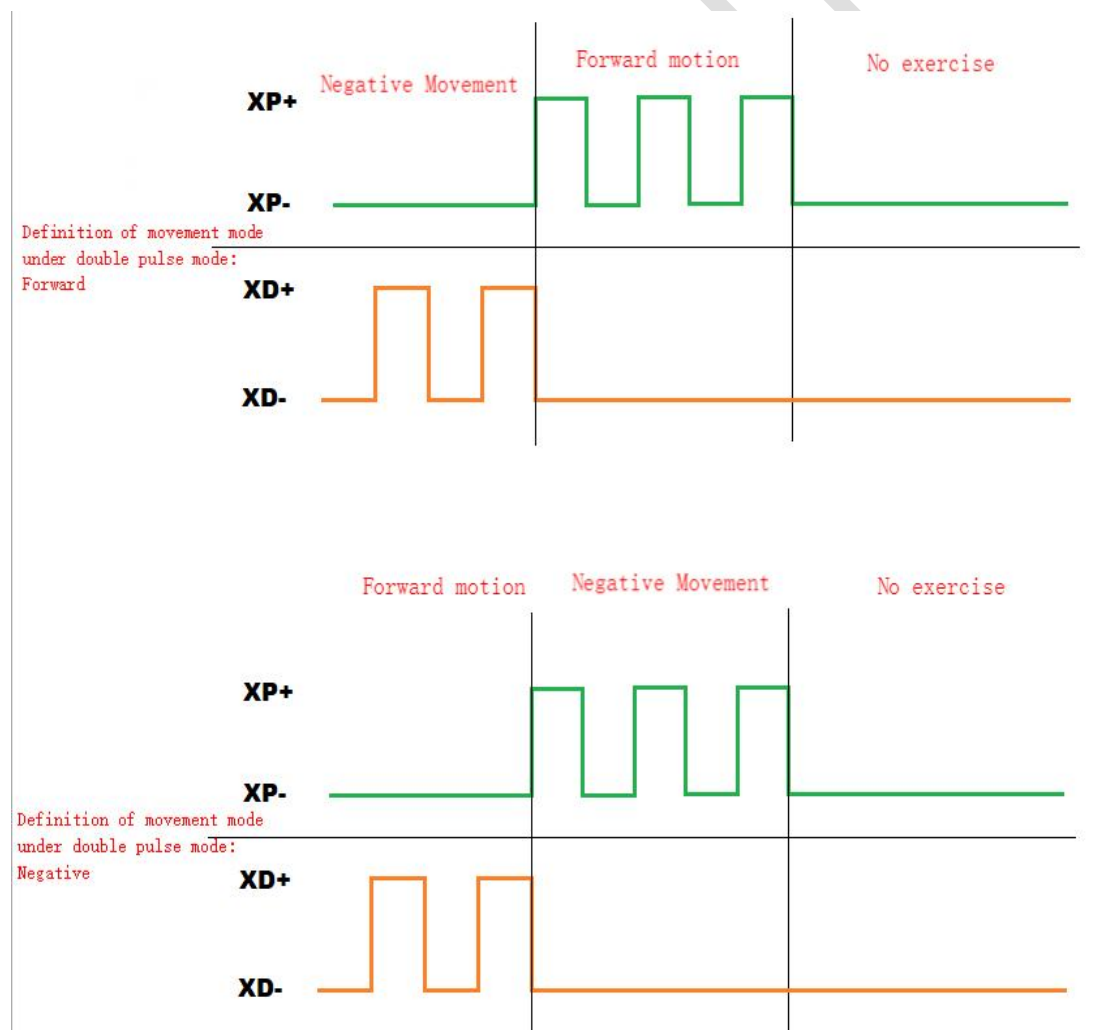 Negative Movement
Forward motion
No exercise
XP+
XP-
Definition of movement mode
under double pulse mode:
Forward
XD+
XD-
Forward motion
Negative Movement
No exercise
XP+
XP-
Definition of movement mode
under double pulse mode:
Negative
XD+
XD-